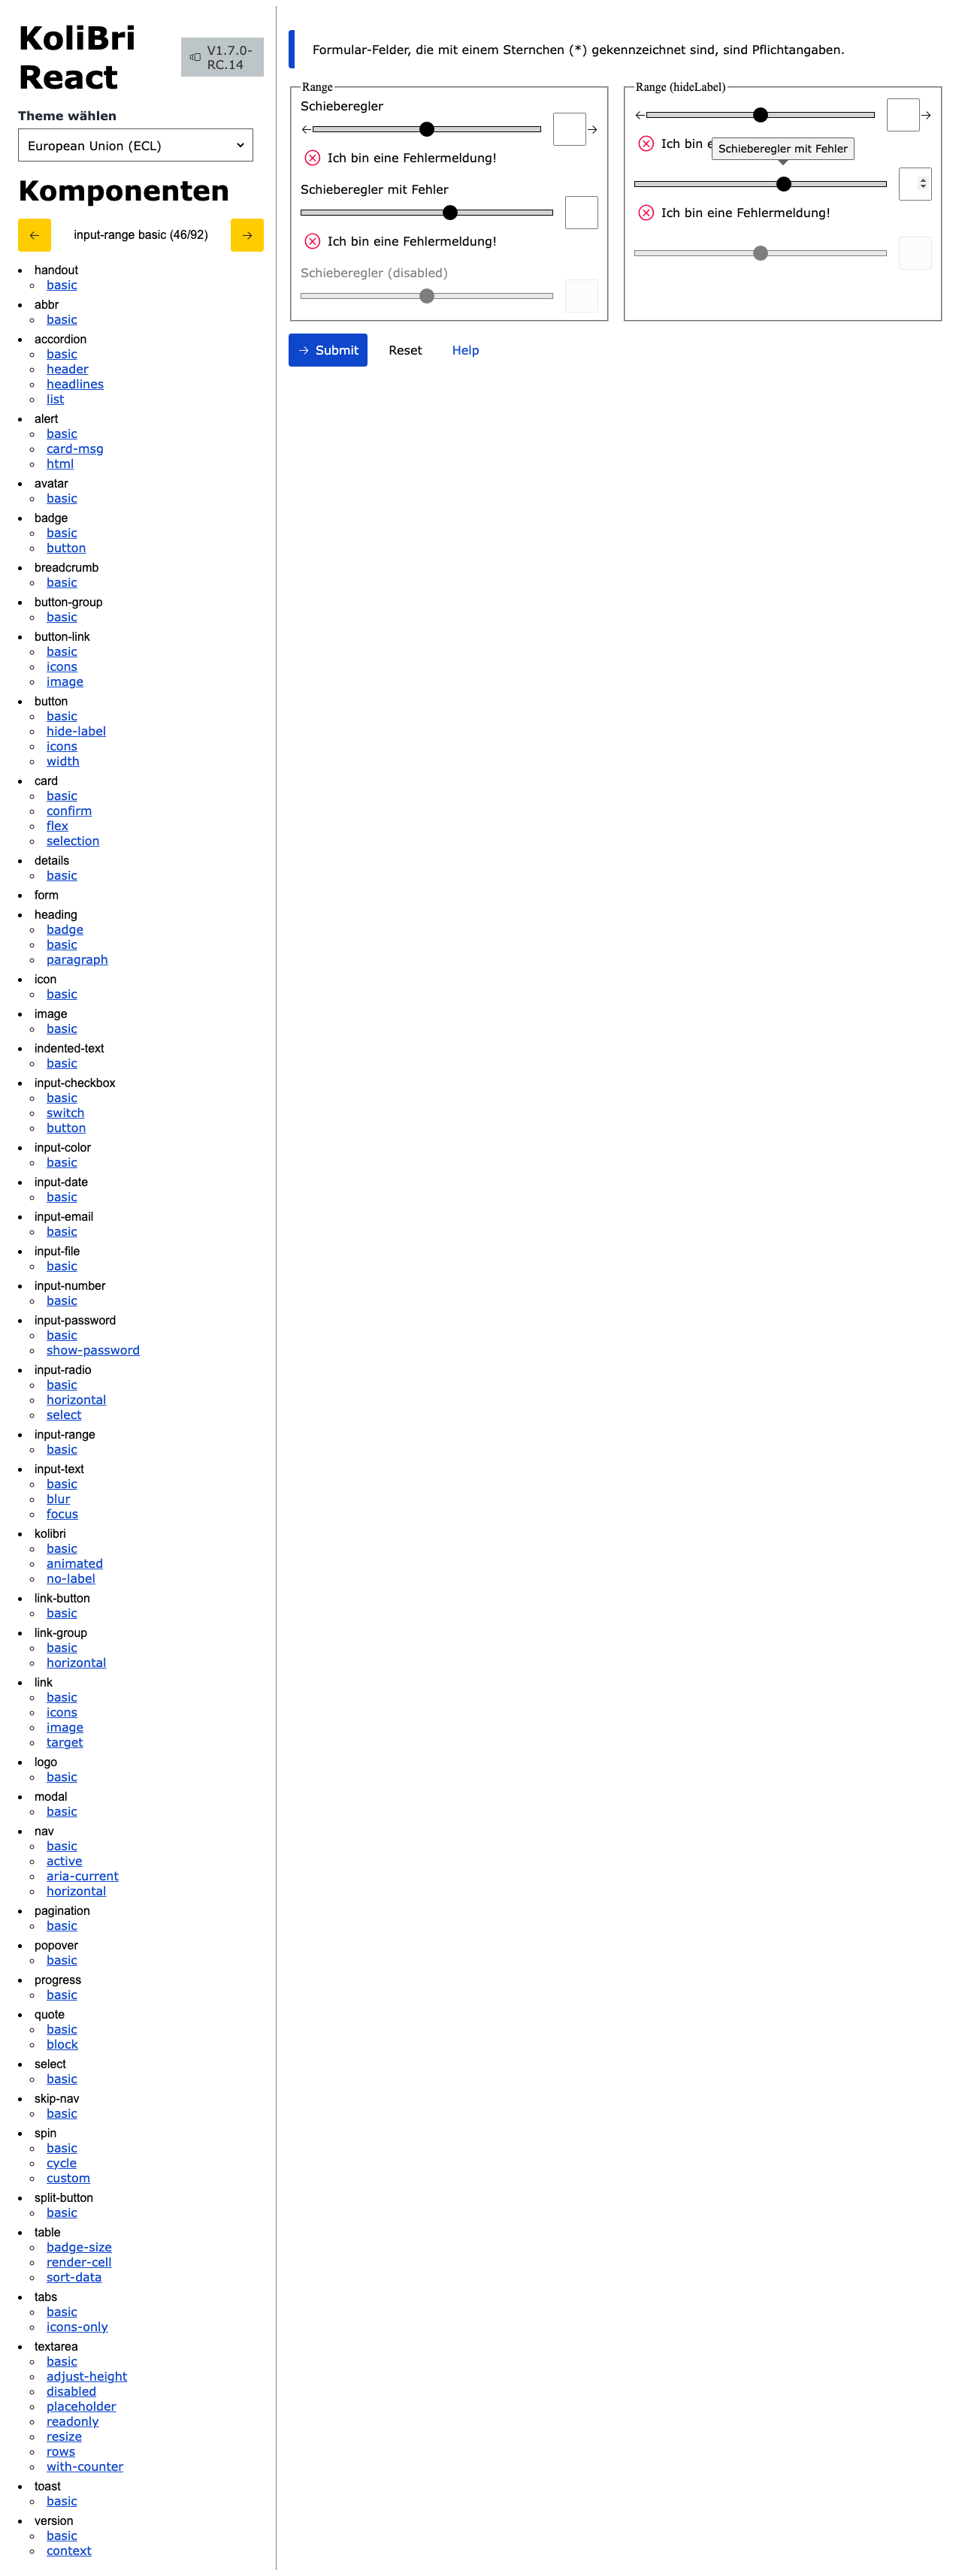 KoliBri
React
V1.7.0-
RC.14
Theme wählen
European Union (ECL)
Komponenten
input-range basic (46/92)
handout
basic
abbr
basic
accordion
basic
header
headlines
list
alert
basic
card-msg
html
avatar
basic
badge
basic
button
breadcrumb
basic
button-group
basic
button-link
basic
icons
image
button
basic
hide-label
icons
width
card
basic
confirm
flex
selection
details
basic
form
heading
badge
basic
paragraph
icon
basic
image
basic
indented-text
basic
input-checkbox
basic
switch
button
input-color
basic
input-date
basic
input-email
basic
input-file
basic
input-number
basic
input-password
basic
show-password
input-radio
basic
horizontal
select
input-range
basic
input-text
basic
blur
focus
kolibri
basic
animated
no-label
link-button
basic
link-group
basic
horizontal
link
basic
icons
image
target
logo
basic
modal
basic
nav
basic
active
aria-current
horizontal
pagination
basic
popover
basic
progress
basic
quote
basic
block
select
basic
skip-nav
basic
spin
basic
cycle
custom
split-button
basic
table
badge-size
render-cell
sort-data
tabs
basic
icons-only
textarea
basic
adjust-height
disabled
placeholder
readonly
resize
rows
with-counter
toast
basic
version
basic
context
Formular-Felder, die mit einem Sternchen (*) gekennzeichnet sind, sind Pflichtangaben.
Range
Schieberegler
Ich bin eine Fehlermeldung!
Schieberegler mit Fehler
Ich bin eine Fehlermeldung!
Schieberegler (disabled)
Range (hideLabel)
Ich bin
Schieberegler mit Fehler
Ich bin eine Fehlermeldung!
Submit
Reset
Help